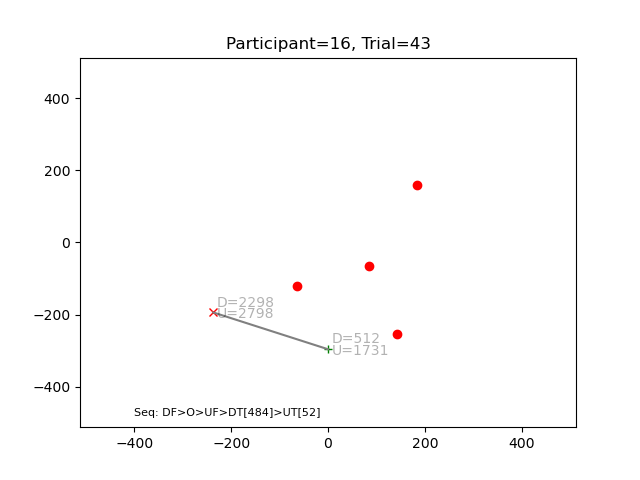 Participant=16, Trial=43
400
200
0
−200
−400
D=2298
U=2798
D=512
U=1731
Seq: DF>O>UF>DT[484]>UT[52]
−400
−200
0
200
400